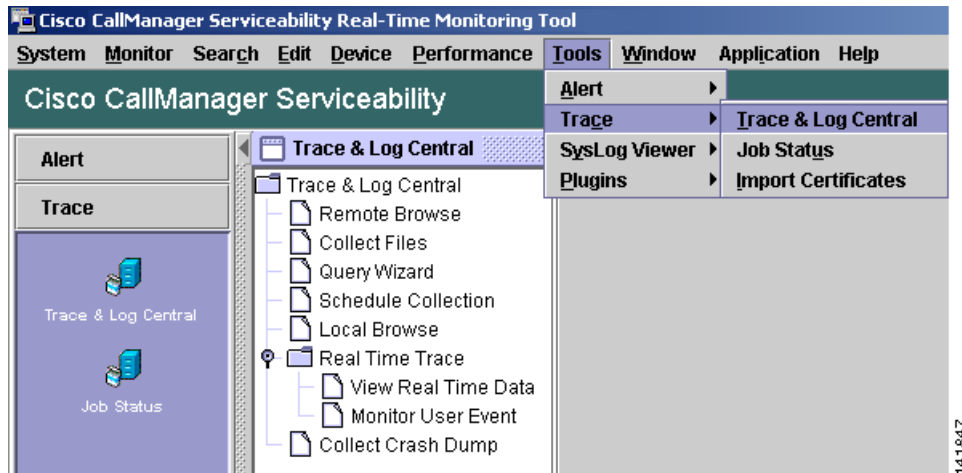 Cisco CallManager Serviceability Real-Time Monitoring Tool
System Monitor Search Edit Device Performance Tools Window Application Help
Cisco CallManager Serviceability
Alert
Trace
SysLog Viewer
Plugins
Trace & Log Central
Job Status
Import Certificates
Alert
Trace
Trace & Log Central
Job Status
Trace & Log Central
Trace & Log Central
Remote Browse
Collect Files
Query Wizard
Schedule Collection
Local Browse
Real Time Trace
View Real Time Data
Monitor User Event
Collect Crash Dump
141847